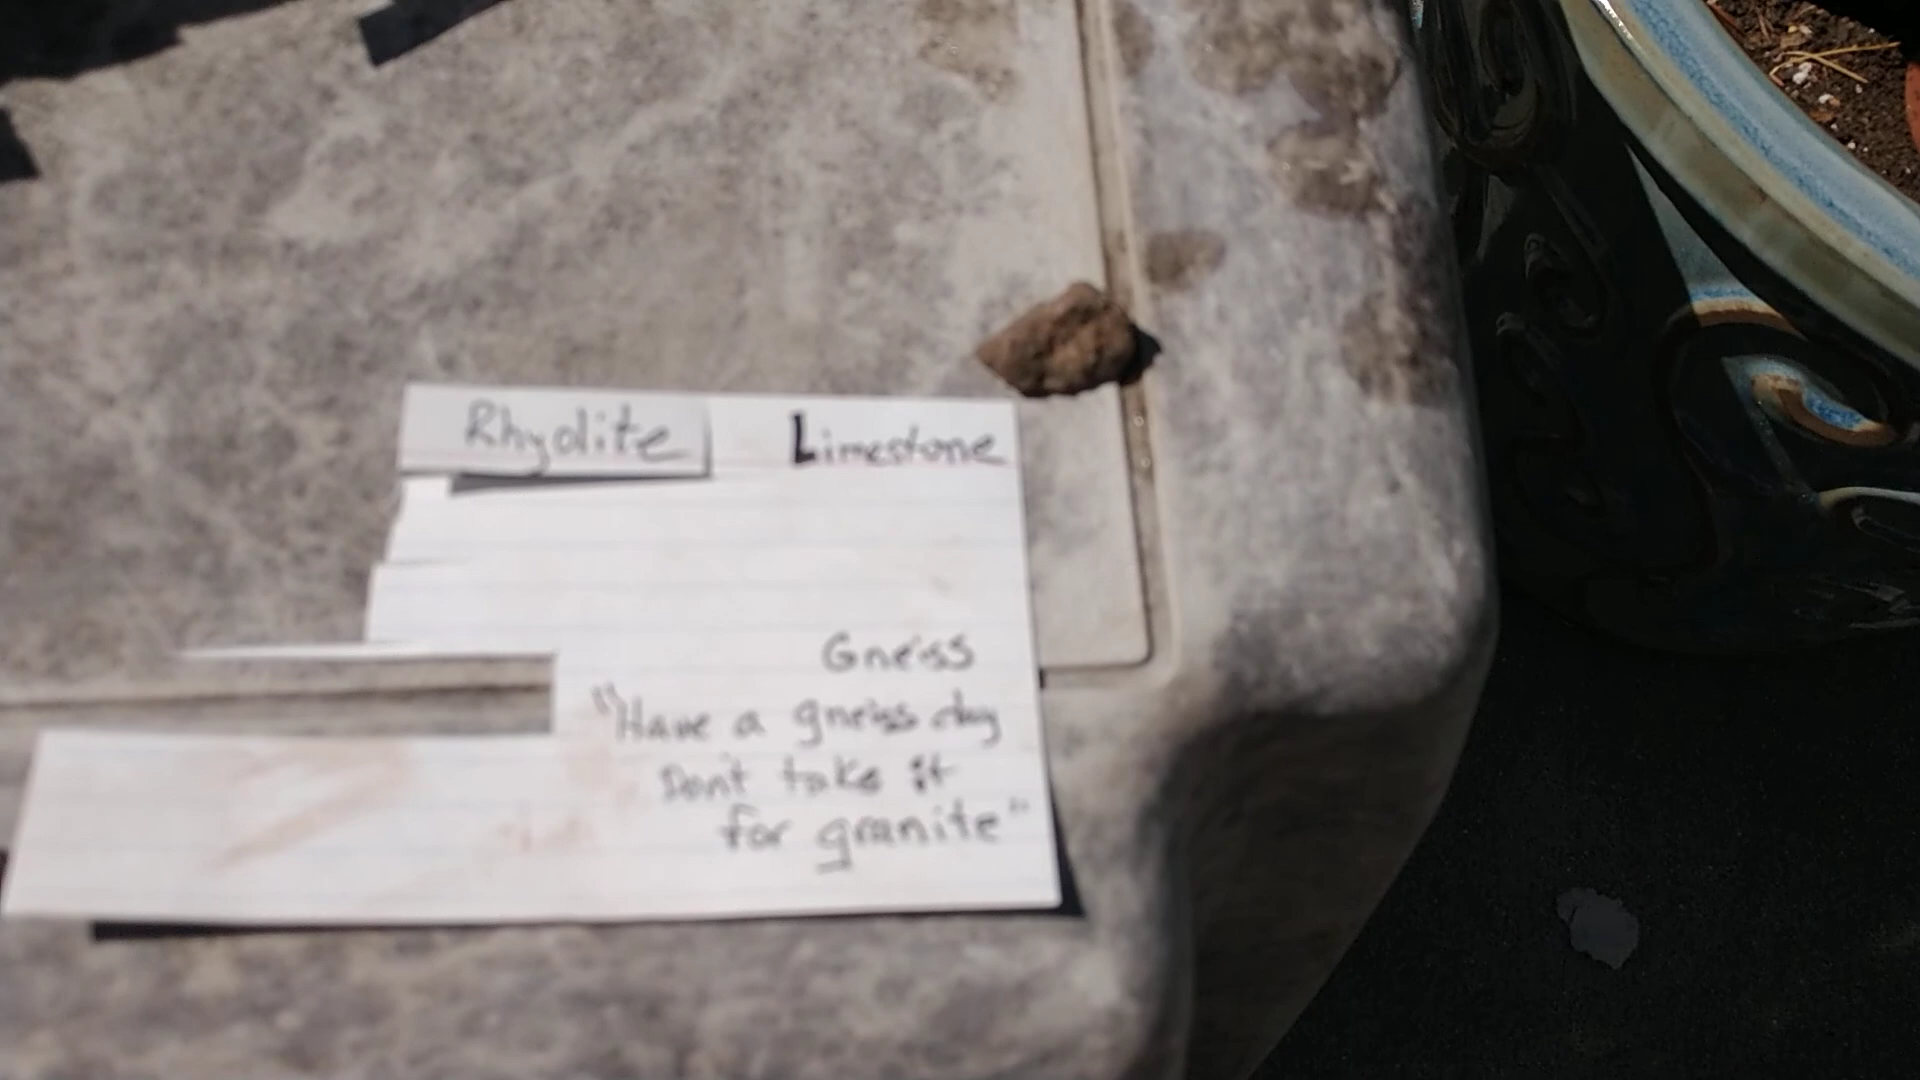 Rhyolite Limestone
Gneiss
"Have a gneiss day
Don't take it
for granite"